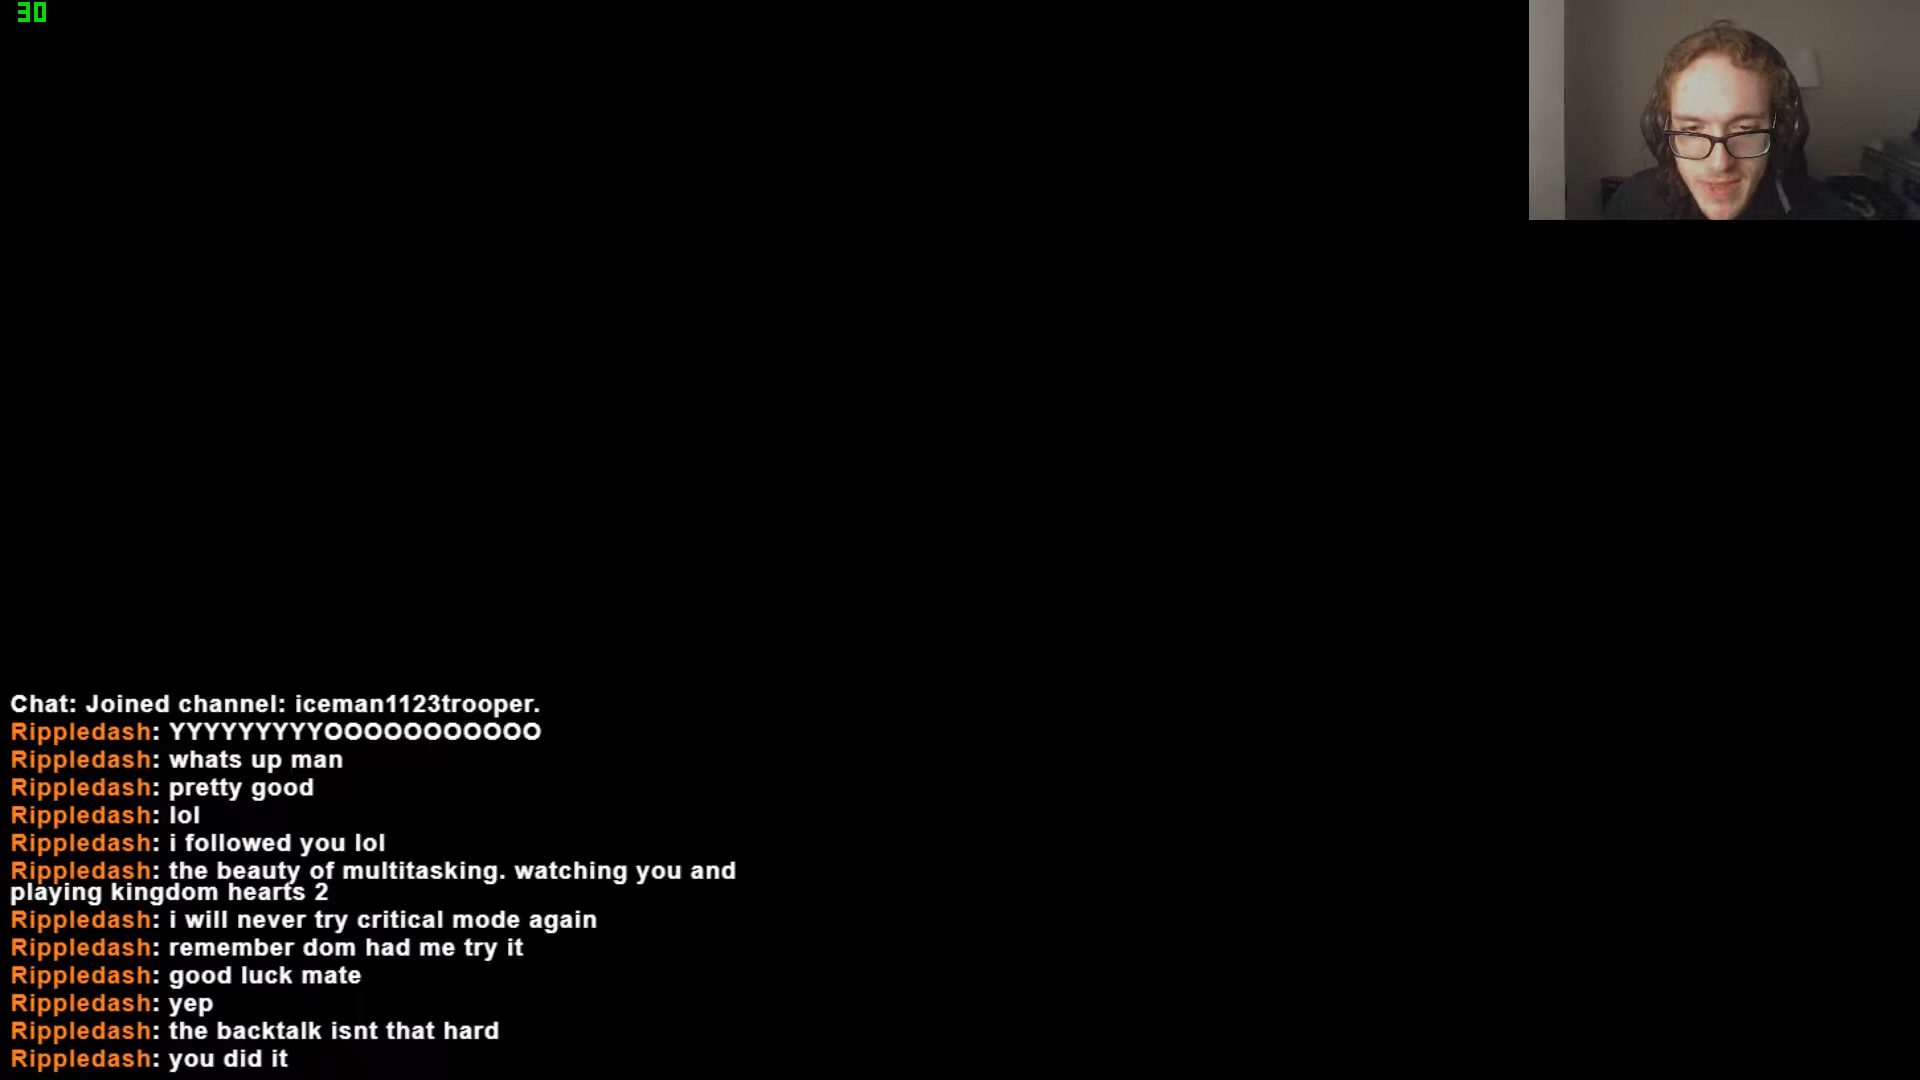 30
Chat: Joined channel: iceman1123trooper.
Rippledash: YYYYYYYYYOOOOOOOOOOO
Rippledash: whats up man
Rippledash: pretty good
Rippledash: lol
Rippledash: i followed you lol
Rippledash: the beauty of multitasking. watching you and
playing kingdom hearts 2
Rippledash: i will never try critical mode again
Rippledash: remember dom had me try it
Rippledash: good luck mate
Rippledash: yep
Rippledash: the backtalk isnt that hard
Rippledash: you did it